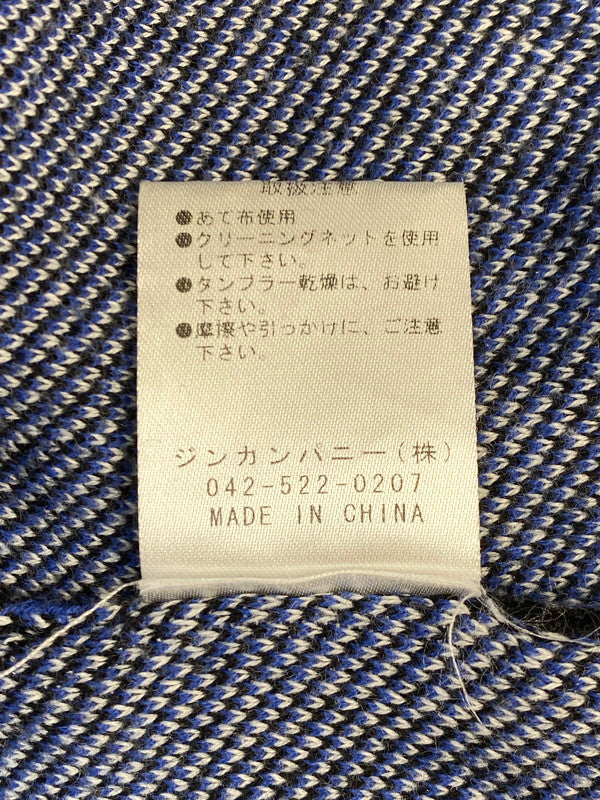 取扱注意
●あて布使用
●クリーニングネットを使用
して下さい。
●タンブラー乾燥は、お避け
下さい。
●摩擦や引っかけに、ご注意
下さい。
ジンカンパニー(株)
042-522-0207
MADE IN CHINA